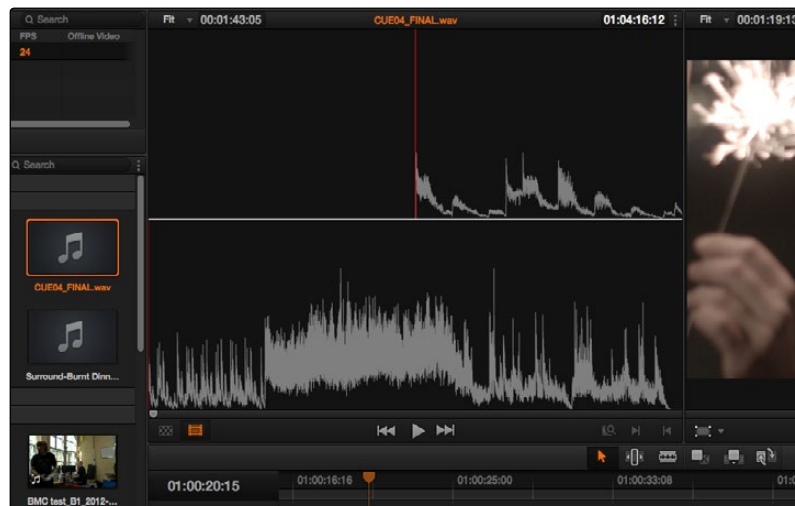 Search
FPS Offline Video
24
Search
CUE04_FINAL.wav
Surround-Burnt Dinn...
BMC test_B1_2012-...
Fit 00:01:43:05 CUE04_FINAL.wav 01:04:16:12
Fit 00:01:19:13
01:00:20:15
01:00:16:16 01:00:25:00 01:00:33:08